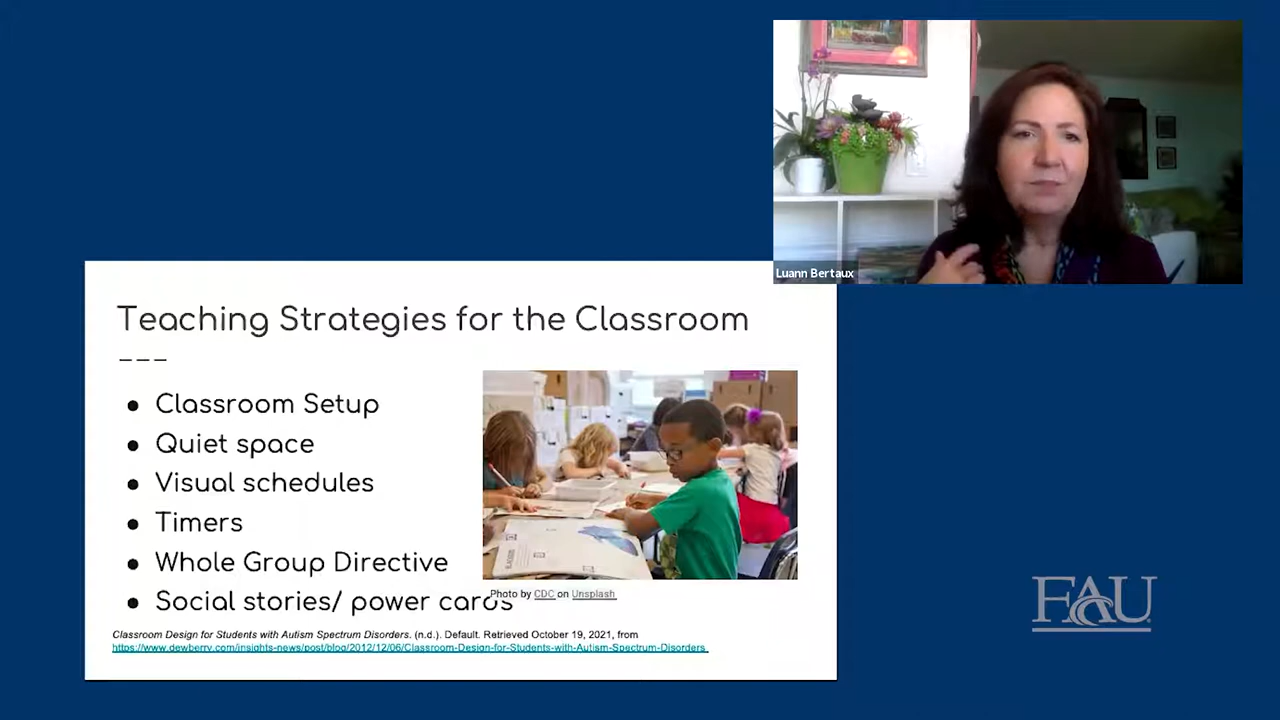 Luann Bertaux
Teaching Strategies for the Classroom
● Classroom Setup
● Quiet space
● Visual schedules
● Timers
● Whole Group Directive
● Social stories/ power cards
Photo by CDC on Unsplash
Classroom Design for Students with Autism Spectrum Disorders. (n.d.). Default. Retrieved October 19, 2021, from
https://www.dewberry.com/insights-news/post/blog/2012/12/06/Classroom-Design-for-Students-with-Autism-Spectrum-Disorders
FAU